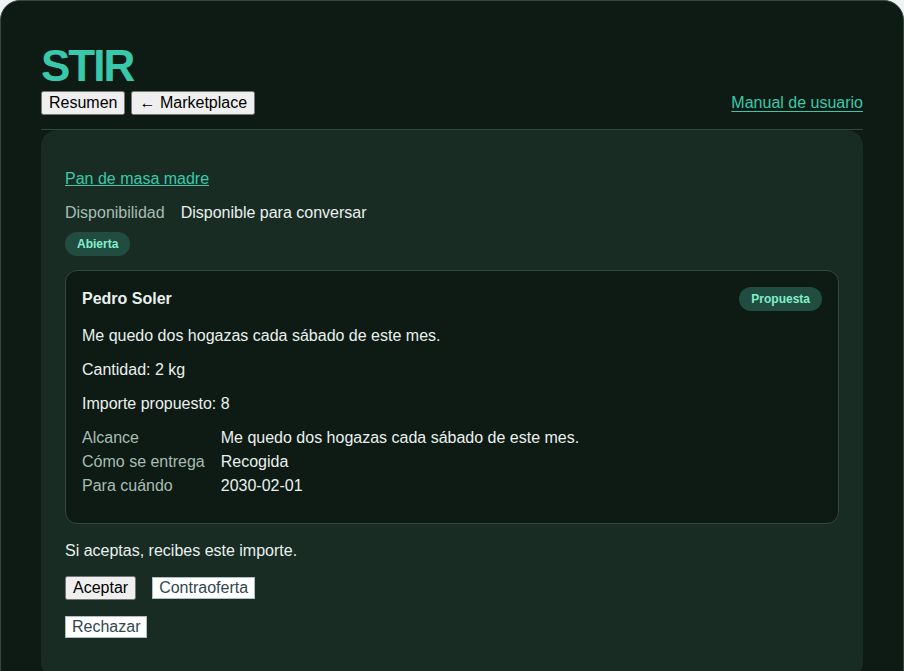 STIR
Resumen ← Marketplace Manual de usuario
Pan de masa madre
Disponibilidad Disponible para conversar
Abierta
Pedro Soler Propuesta
Me quedo dos hogazas cada sábado de este mes.
Cantidad: 2 kg
Importe propuesto: 8
Alcance Me quedo dos hogazas cada sábado de este mes.
Cómo se entrega Recogida
Para cuándo 2030-02-01
Si aceptas, recibes este importe.
Aceptar Contraoferta
Rechazar